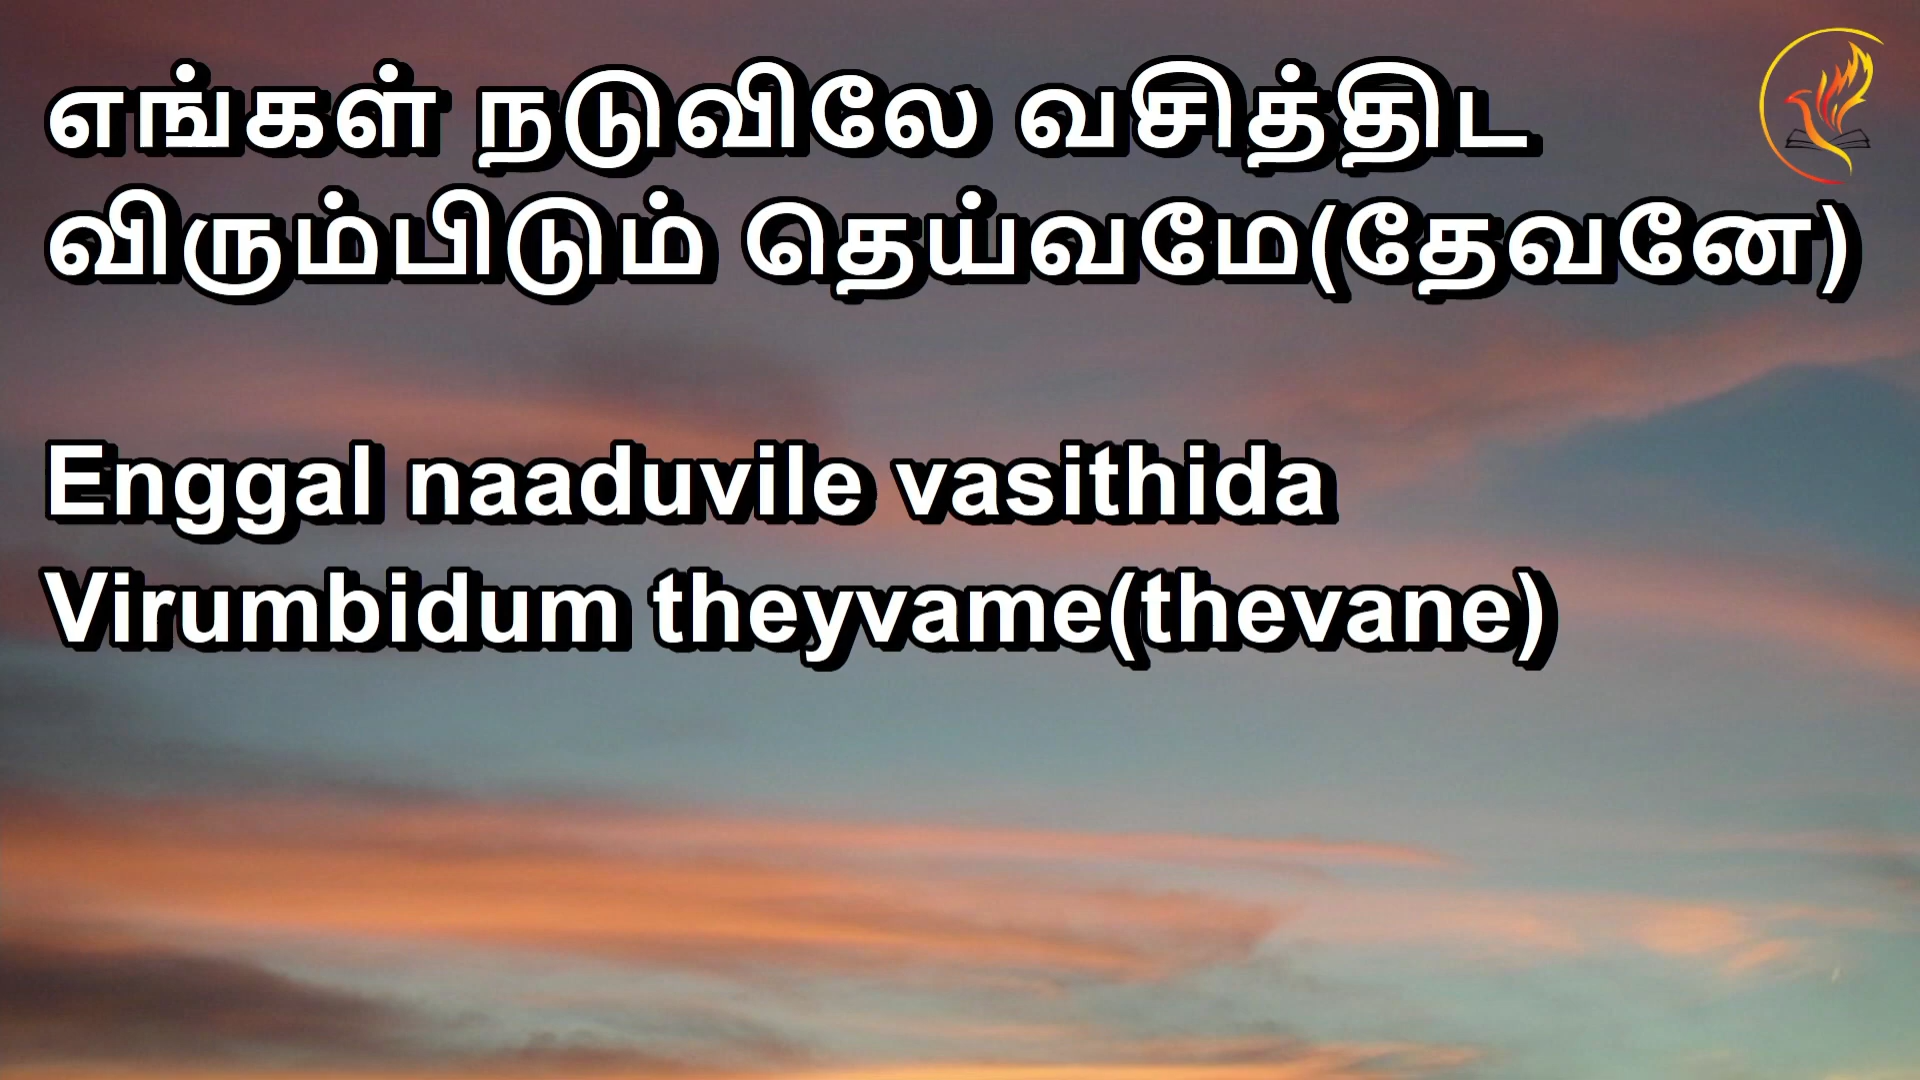 எங்கள் நடுவிலே வசித்திட
விரும்பிடும் தெய்வமே(தேவனே)
Enggal naaduvile vasithida
Virumbidum theyvame(thevane)